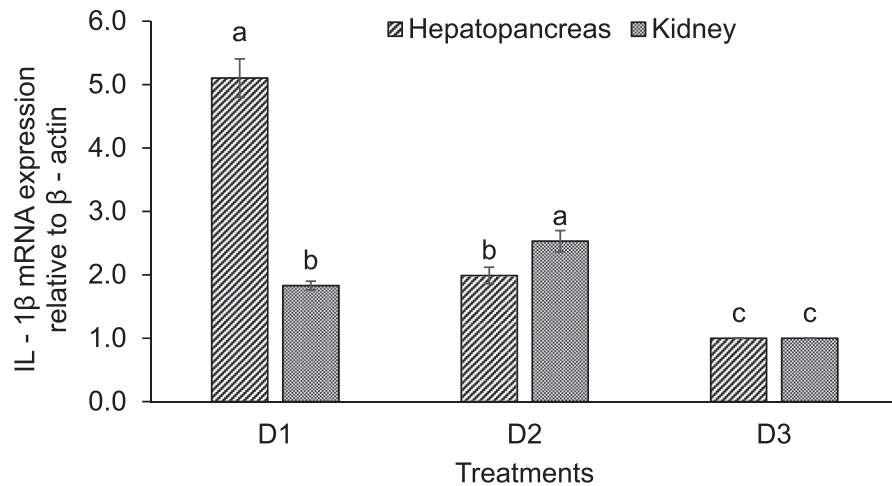 Hepatopancreas Kidney
IL - 1β mRNA expression
relative to β - actin
6.0
5.0
4.0
3.0
2.0
1.0
0.0
a
b
b
a
c
c
D1 D2 D3
Treatments